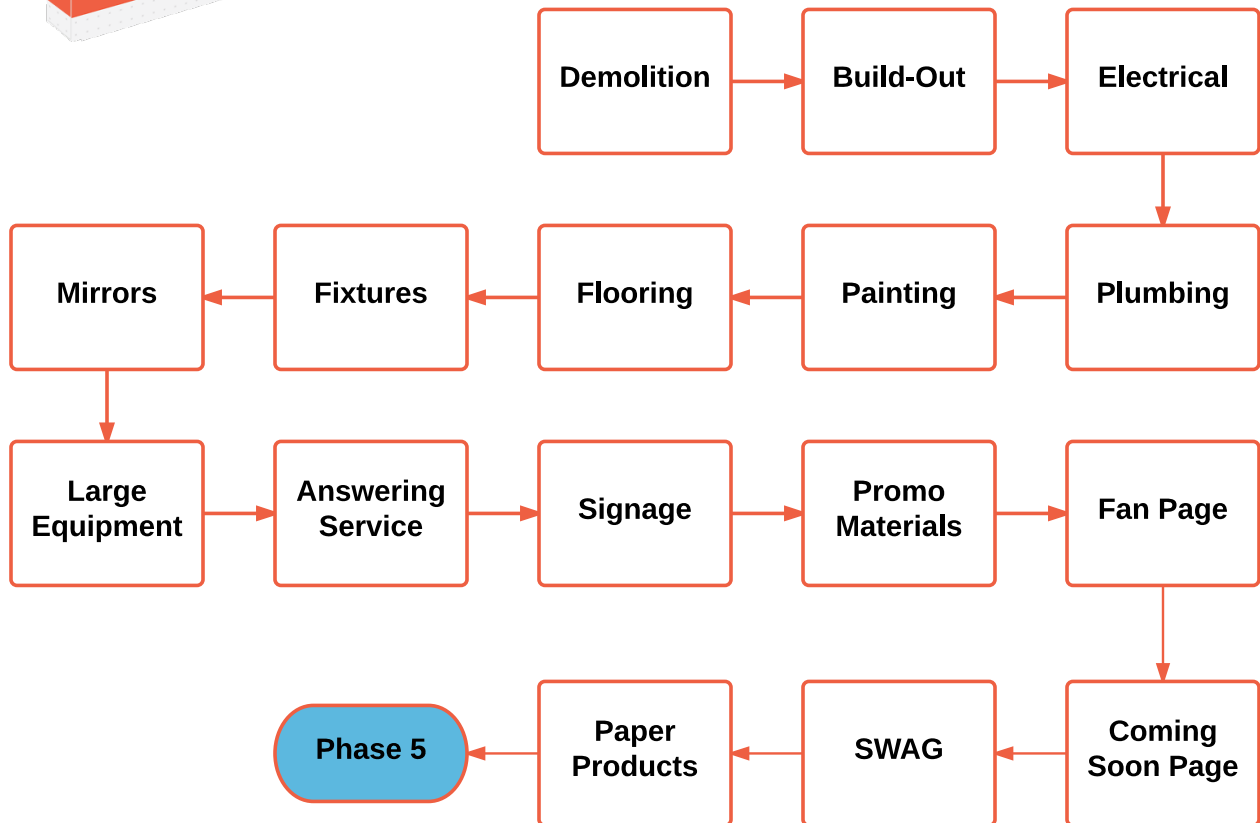 Demolition
Build-Out
Electrical
Mirrors
Fixtures
Flooring
Painting
Plumbing
Large
Equipment
Answering
Service
Signage
Promo
Materials
Fan Page
Phase 5
Paper
Products
SWAG
Coming
Soon Page